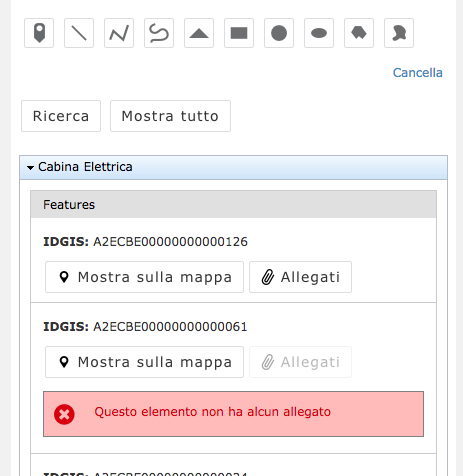 Cancella
Ricerca Mostra tutto
Cabina Elettrica
Features
IDGIS: A2ECBE00000000000126
Mostra sulla mappa Allegati
IDGIS: A2ECBE00000000000061
Mostra sulla mappa Allegati
Questo elemento non ha alcun allegato